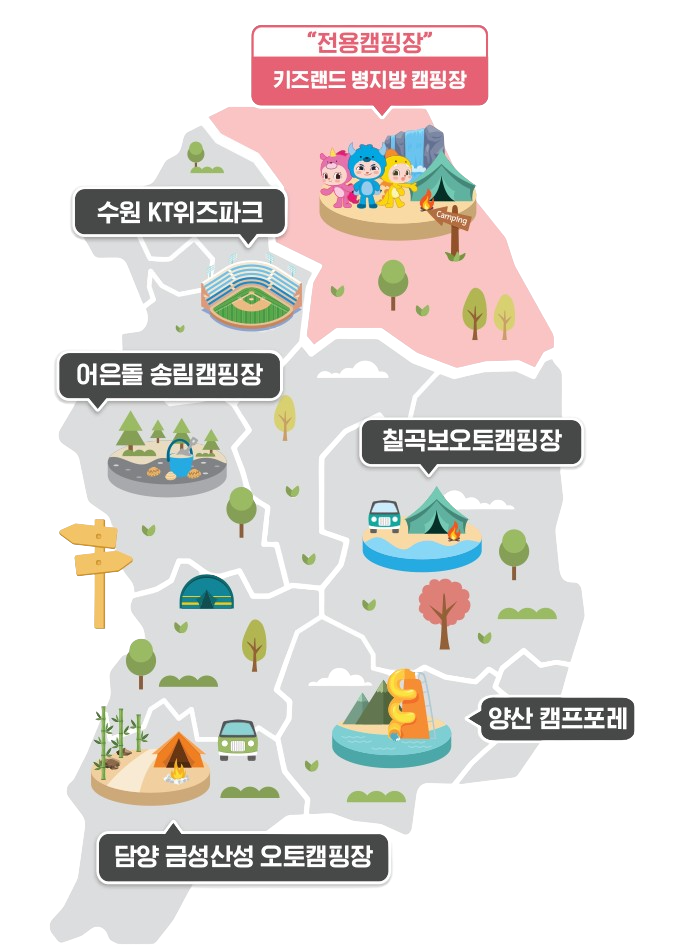 “전용캠핑장”
키즈랜드 병지방 캠핑장
Camping
수원 KT위즈파크
어은돌 송림캠핑장
칠곡보오토캠핑장
양산 캠프포레
담양 금성산성 오토캠핑장